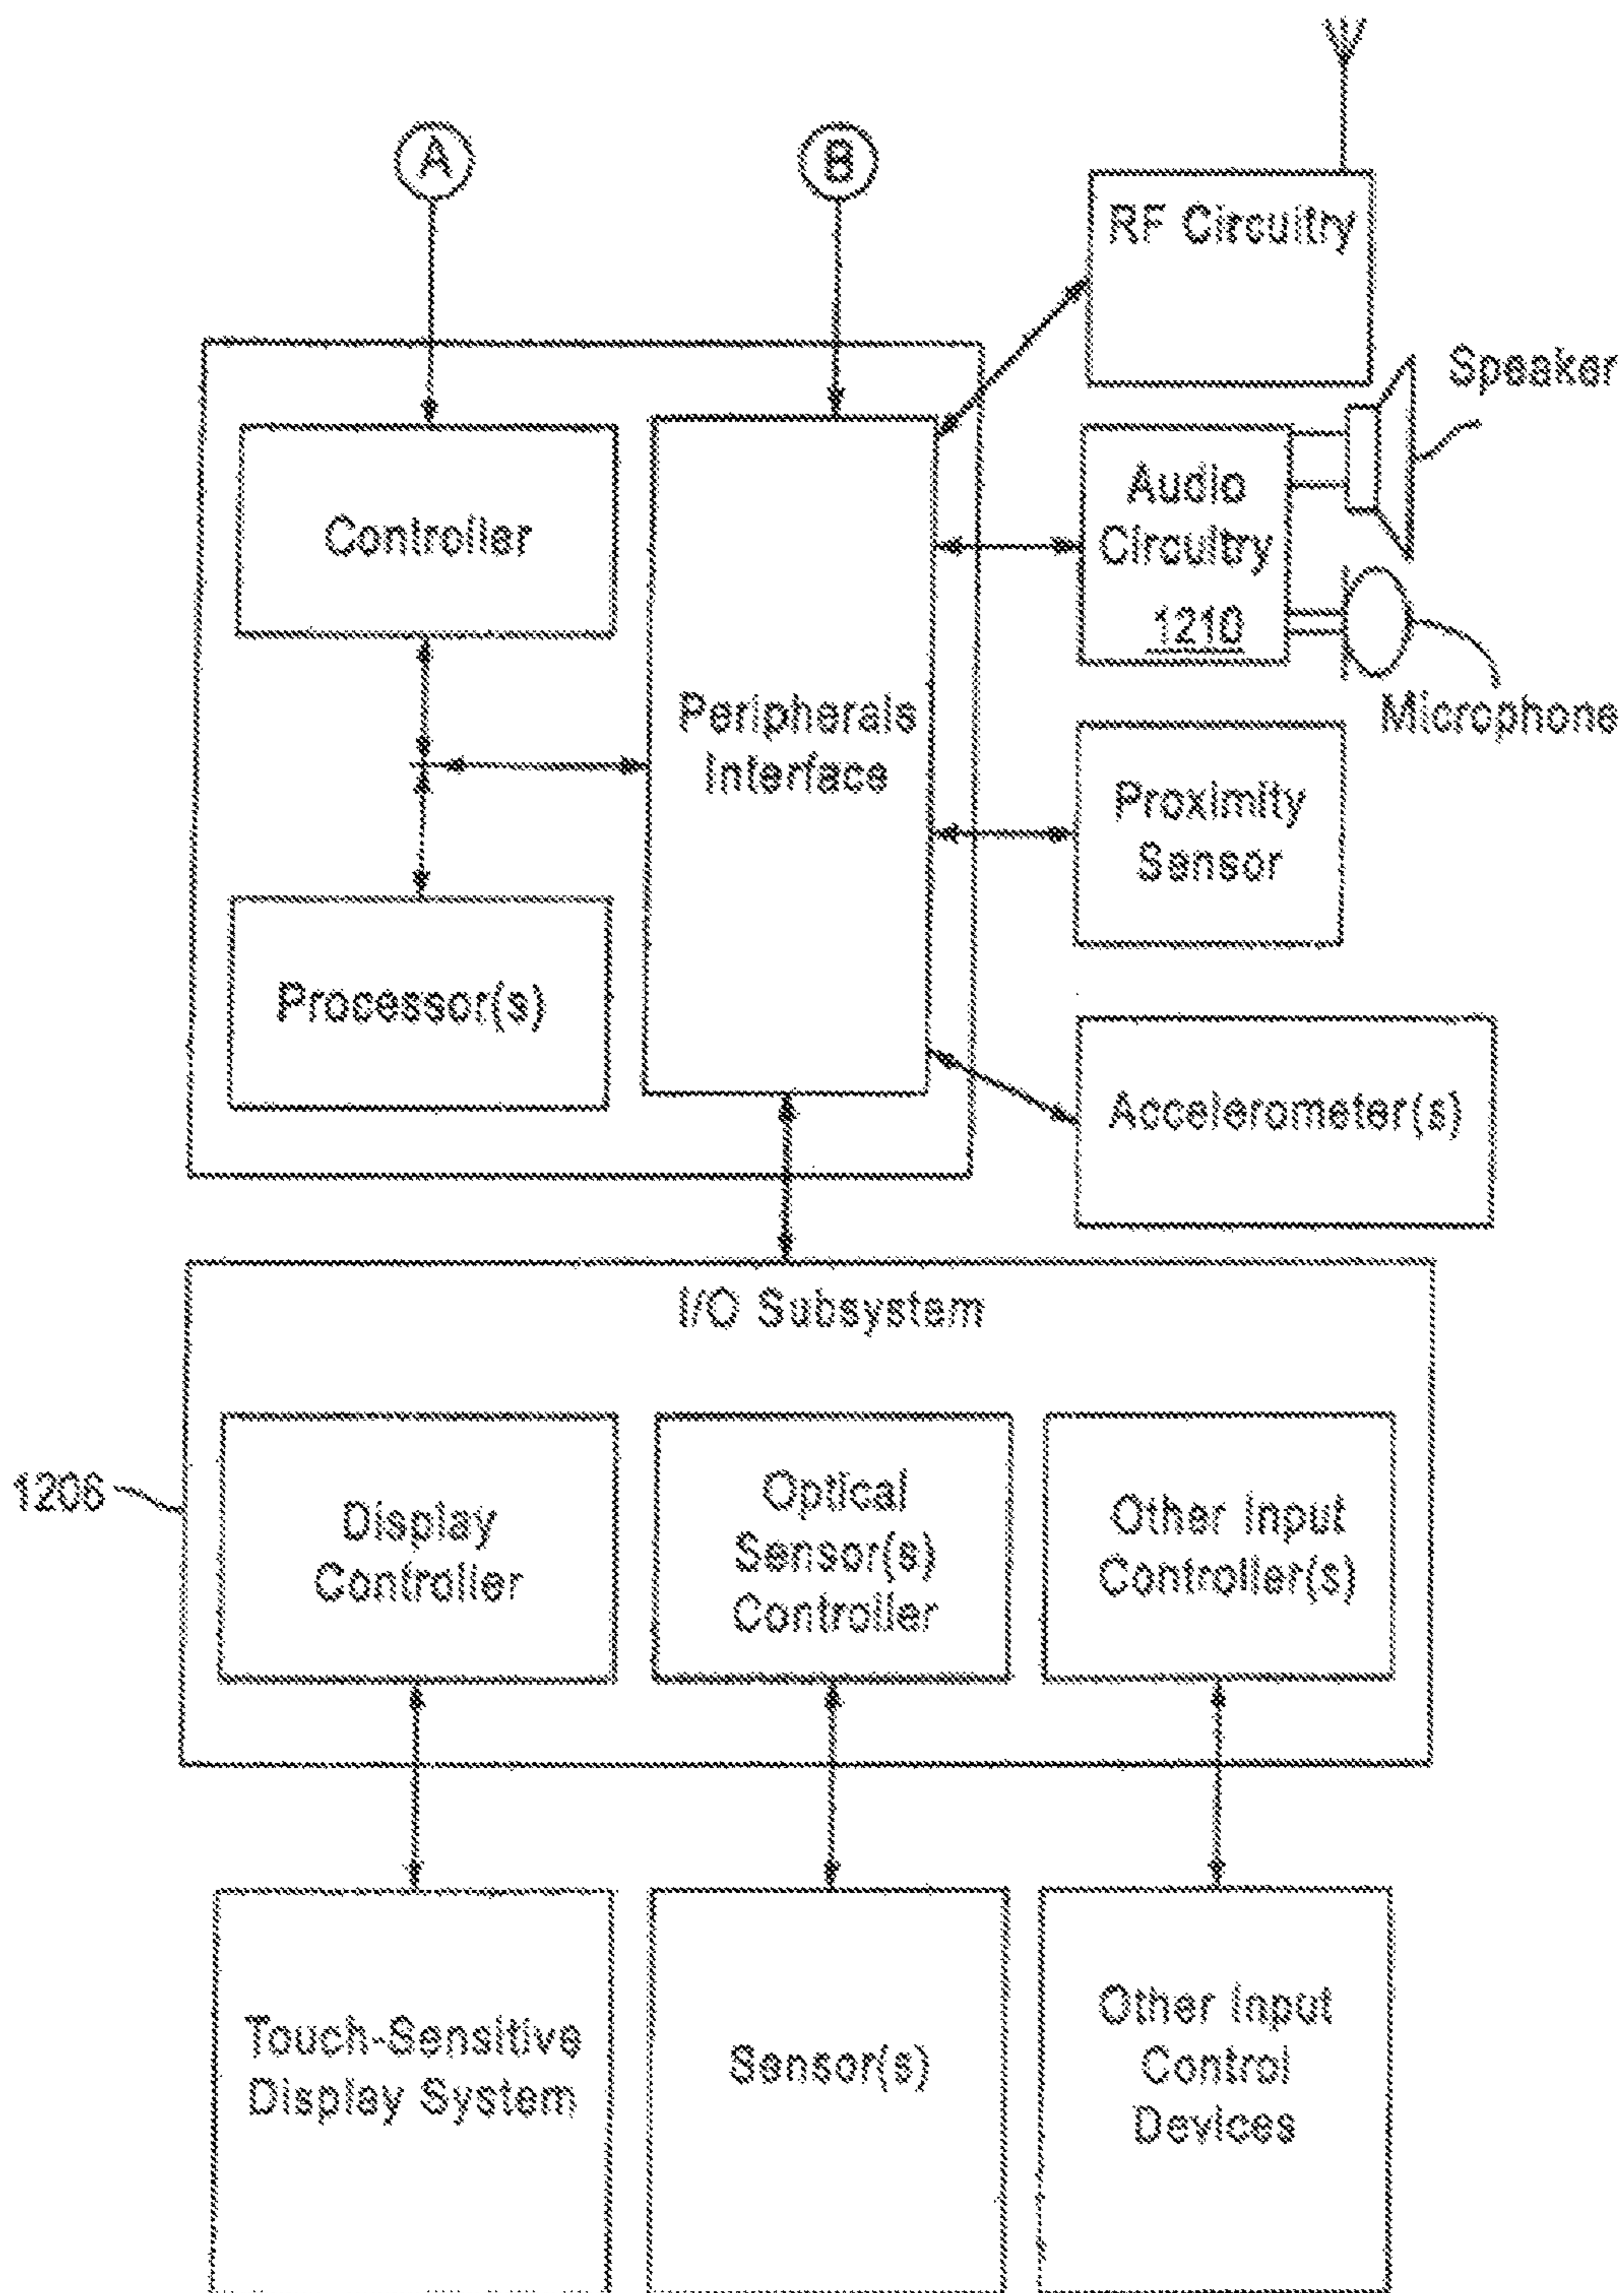 A
B
RF Circuitry
Speaker
Controller
Audio
Circuitry
1210
Microphone
Peripherals
Interface
Proximity
Sensor
Processor(s)
Accelerometer(s)
I/O Subsystem
1206
Display
Controller
Optical
Sensor(s)
Controller
Other Input
Controller(s)
Touch-Sensitive
Display System
Sensor(s)
Other Input
Control
Devices